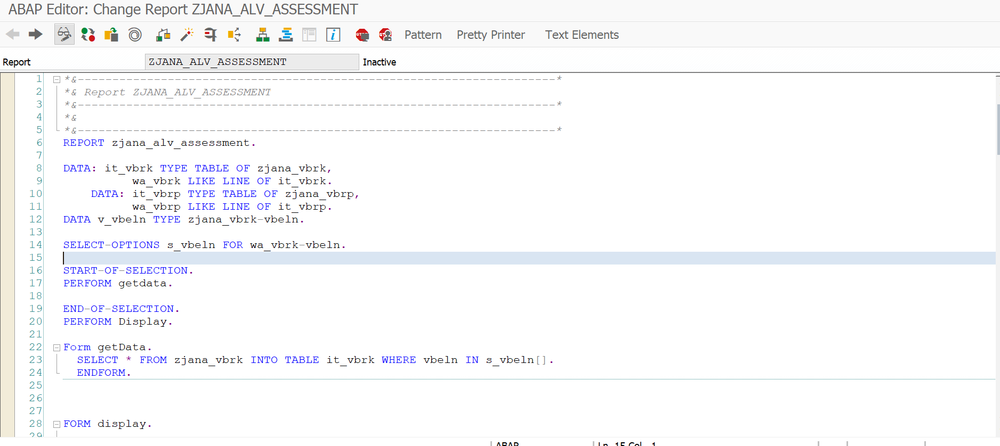 ABAP Editor: Change Report ZJANA_ALV_ASSESSMENT
Pattern Pretty Printer Text Elements
Report ZJANA_ALV_ASSESSMENT Inactive
1 *&---------------------------------------------------------------------*
2 *& Report ZJANA_ALV_ASSESSMENT
3 *&---------------------------------------------------------------------*
4 *&
5 *&---------------------------------------------------------------------*
6 REPORT zjana_alv_assessment.
7
8 DATA: it_vbrk TYPE TABLE OF zjana_vbrk,
9 wa_vbrk LIKE LINE OF it_vbrk.
10 DATA: it_vbrp TYPE TABLE OF zjana_vbrp,
11 wa_vbrp LIKE LINE OF it_vbrp.
12 DATA v_vbeln TYPE zjana_vbrk-vbeln.
13
14 SELECT-OPTIONS s_vbeln FOR wa_vbrk-vbeln.
15
16 START-OF-SELECTION.
17 PERFORM getdata.
18
19 END-OF-SELECTION.
20 PERFORM Display.
21
22 Form getData.
23 SELECT * FROM zjana_vbrk INTO TABLE it_vbrk WHERE vbeln IN s_vbeln[].
24 ENDFORM.
25
26
27
28 FORM display.
29
ABAP Ln 15 Col 1